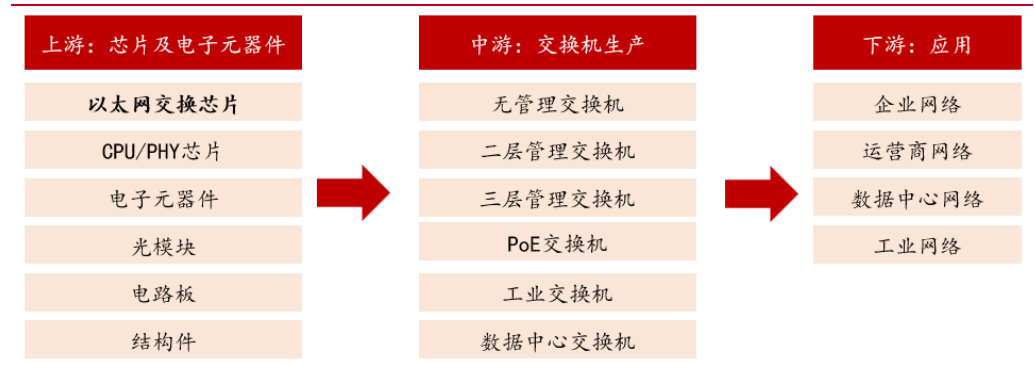 上游：芯片及电子元器件
以太网交换芯片
CPU/PHY芯片
电子元器件
光模块
电路板
结构件
中游：交换机生产
无管理交换机
二层管理交换机
三层管理交换机
PoE交换机
工业交换机
数据中心交换机
下游：应用
企业网络
运营商网络
数据中心网络
工业网络